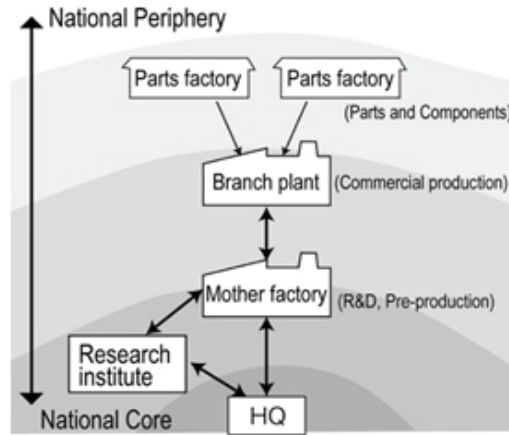 National Periphery
Parts factory
Parts factory
(Parts and Components)
Branch plant
(Commercial production)
Mother factory
(R&D, Pre-production)
Research
institute
National Core
HQ